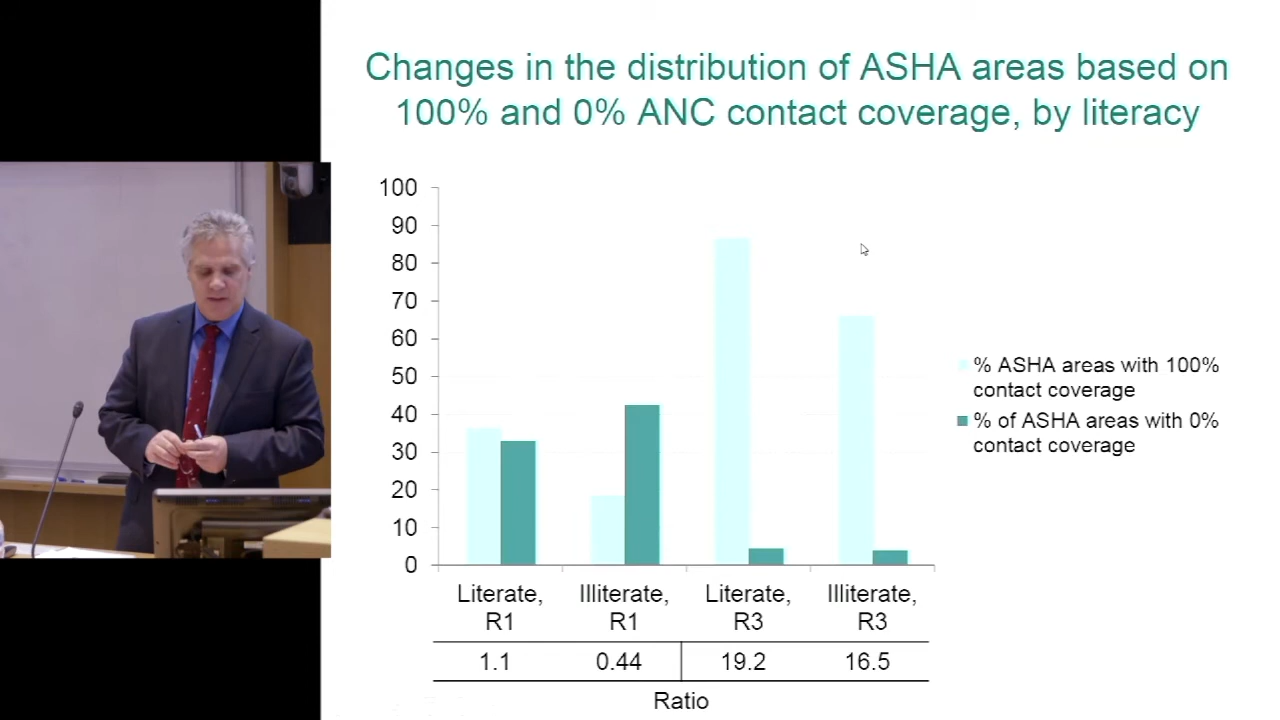 Changes in the distribution of ASHA areas based on
100% and 0% ANC contact coverage, by literacy
100
90
80
70
60
50
40
30
20
10
0
Literate,
R1
Illiterate,
R1
Literate,
R3
Illiterate,
R3
1.1 0.44 19.2 16.5
Ratio
% ASHA areas with 100%
contact coverage
% of ASHA areas with 0%
contact coverage